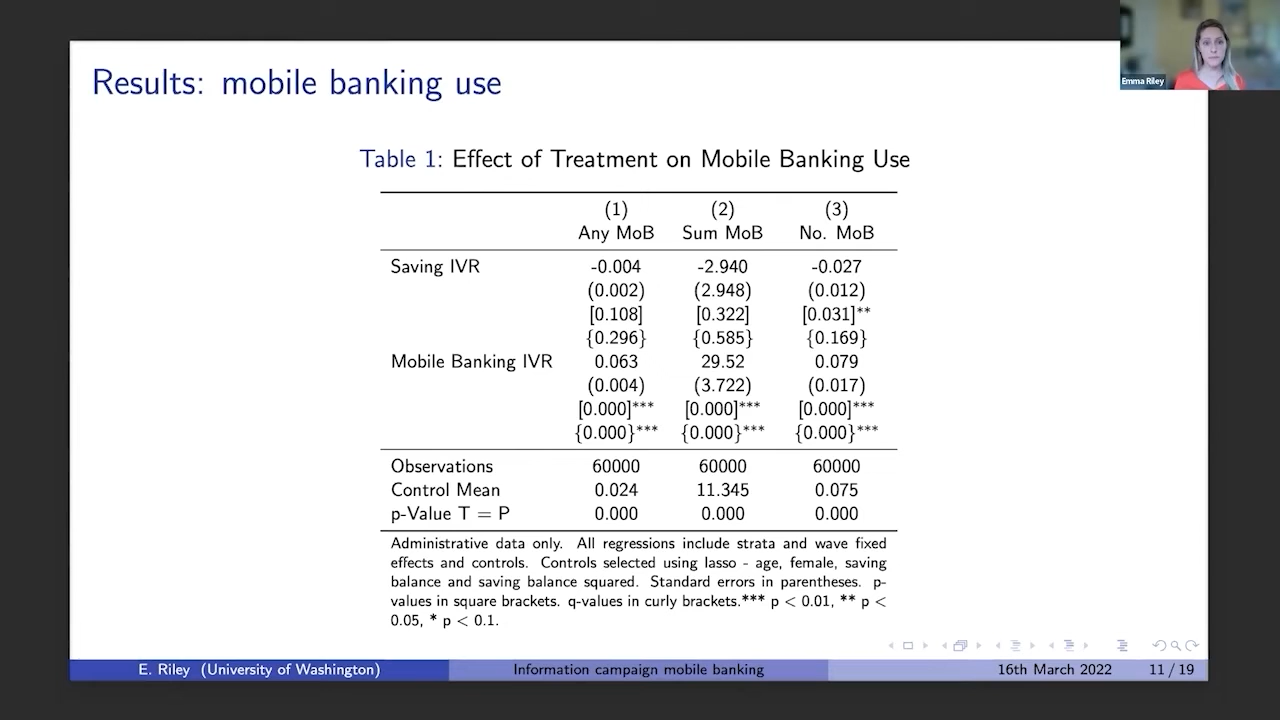 Emma Riley
Results: mobile banking use
Table 1: Effect of Treatment on Mobile Banking Use
(1) (2) (3)
Any MoB Sum MoB No. MoB
Saving IVR -0.004 -2.940 -0.027
(0.002) (2.948) (0.012)
[0.108] [0.322] [0.031]**
{0.296} {0.585} {0.169}
Mobile Banking IVR 0.063 29.52 0.079
(0.004) (3.722) (0.017)
[0.000]*** [0.000]*** [0.000]***
{0.000}*** {0.000}*** {0.000}***
Observations 60000 60000 60000
Control Mean 0.024 11.345 0.075
p-Value T = P 0.000 0.000 0.000
Administrative data only. All regressions include strata and wave fixed
effects and controls. Controls selected using lasso - age, female, saving
balance and saving balance squared. Standard errors in parentheses. p-
values in square brackets. q-values in curly brackets.*** p < 0.01, ** p <
0.05, * p < 0.1.
E. Riley (University of Washington) Information campaign mobile banking 16th March 2022 11 / 19